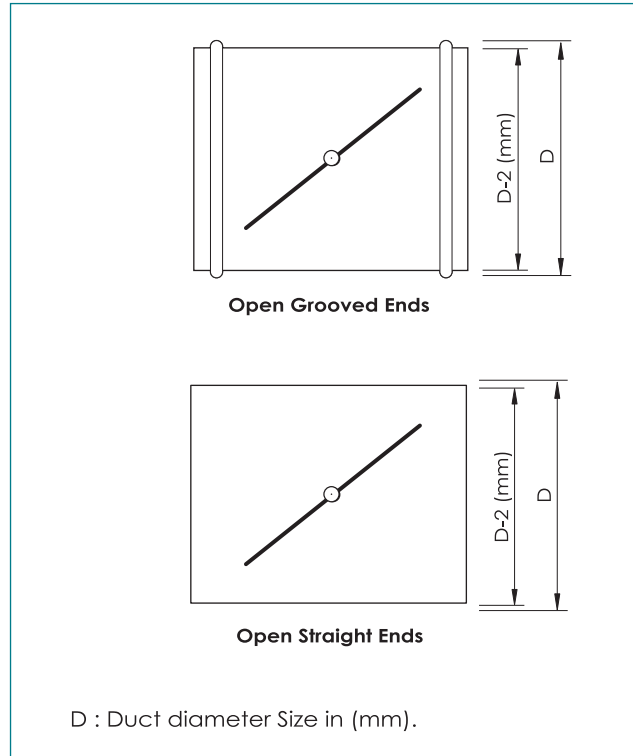 D-2 (mm)
D
Open Grooved Ends
D-2 (mm)
D
Open Straight Ends
D : Duct diameter Size in (mm).